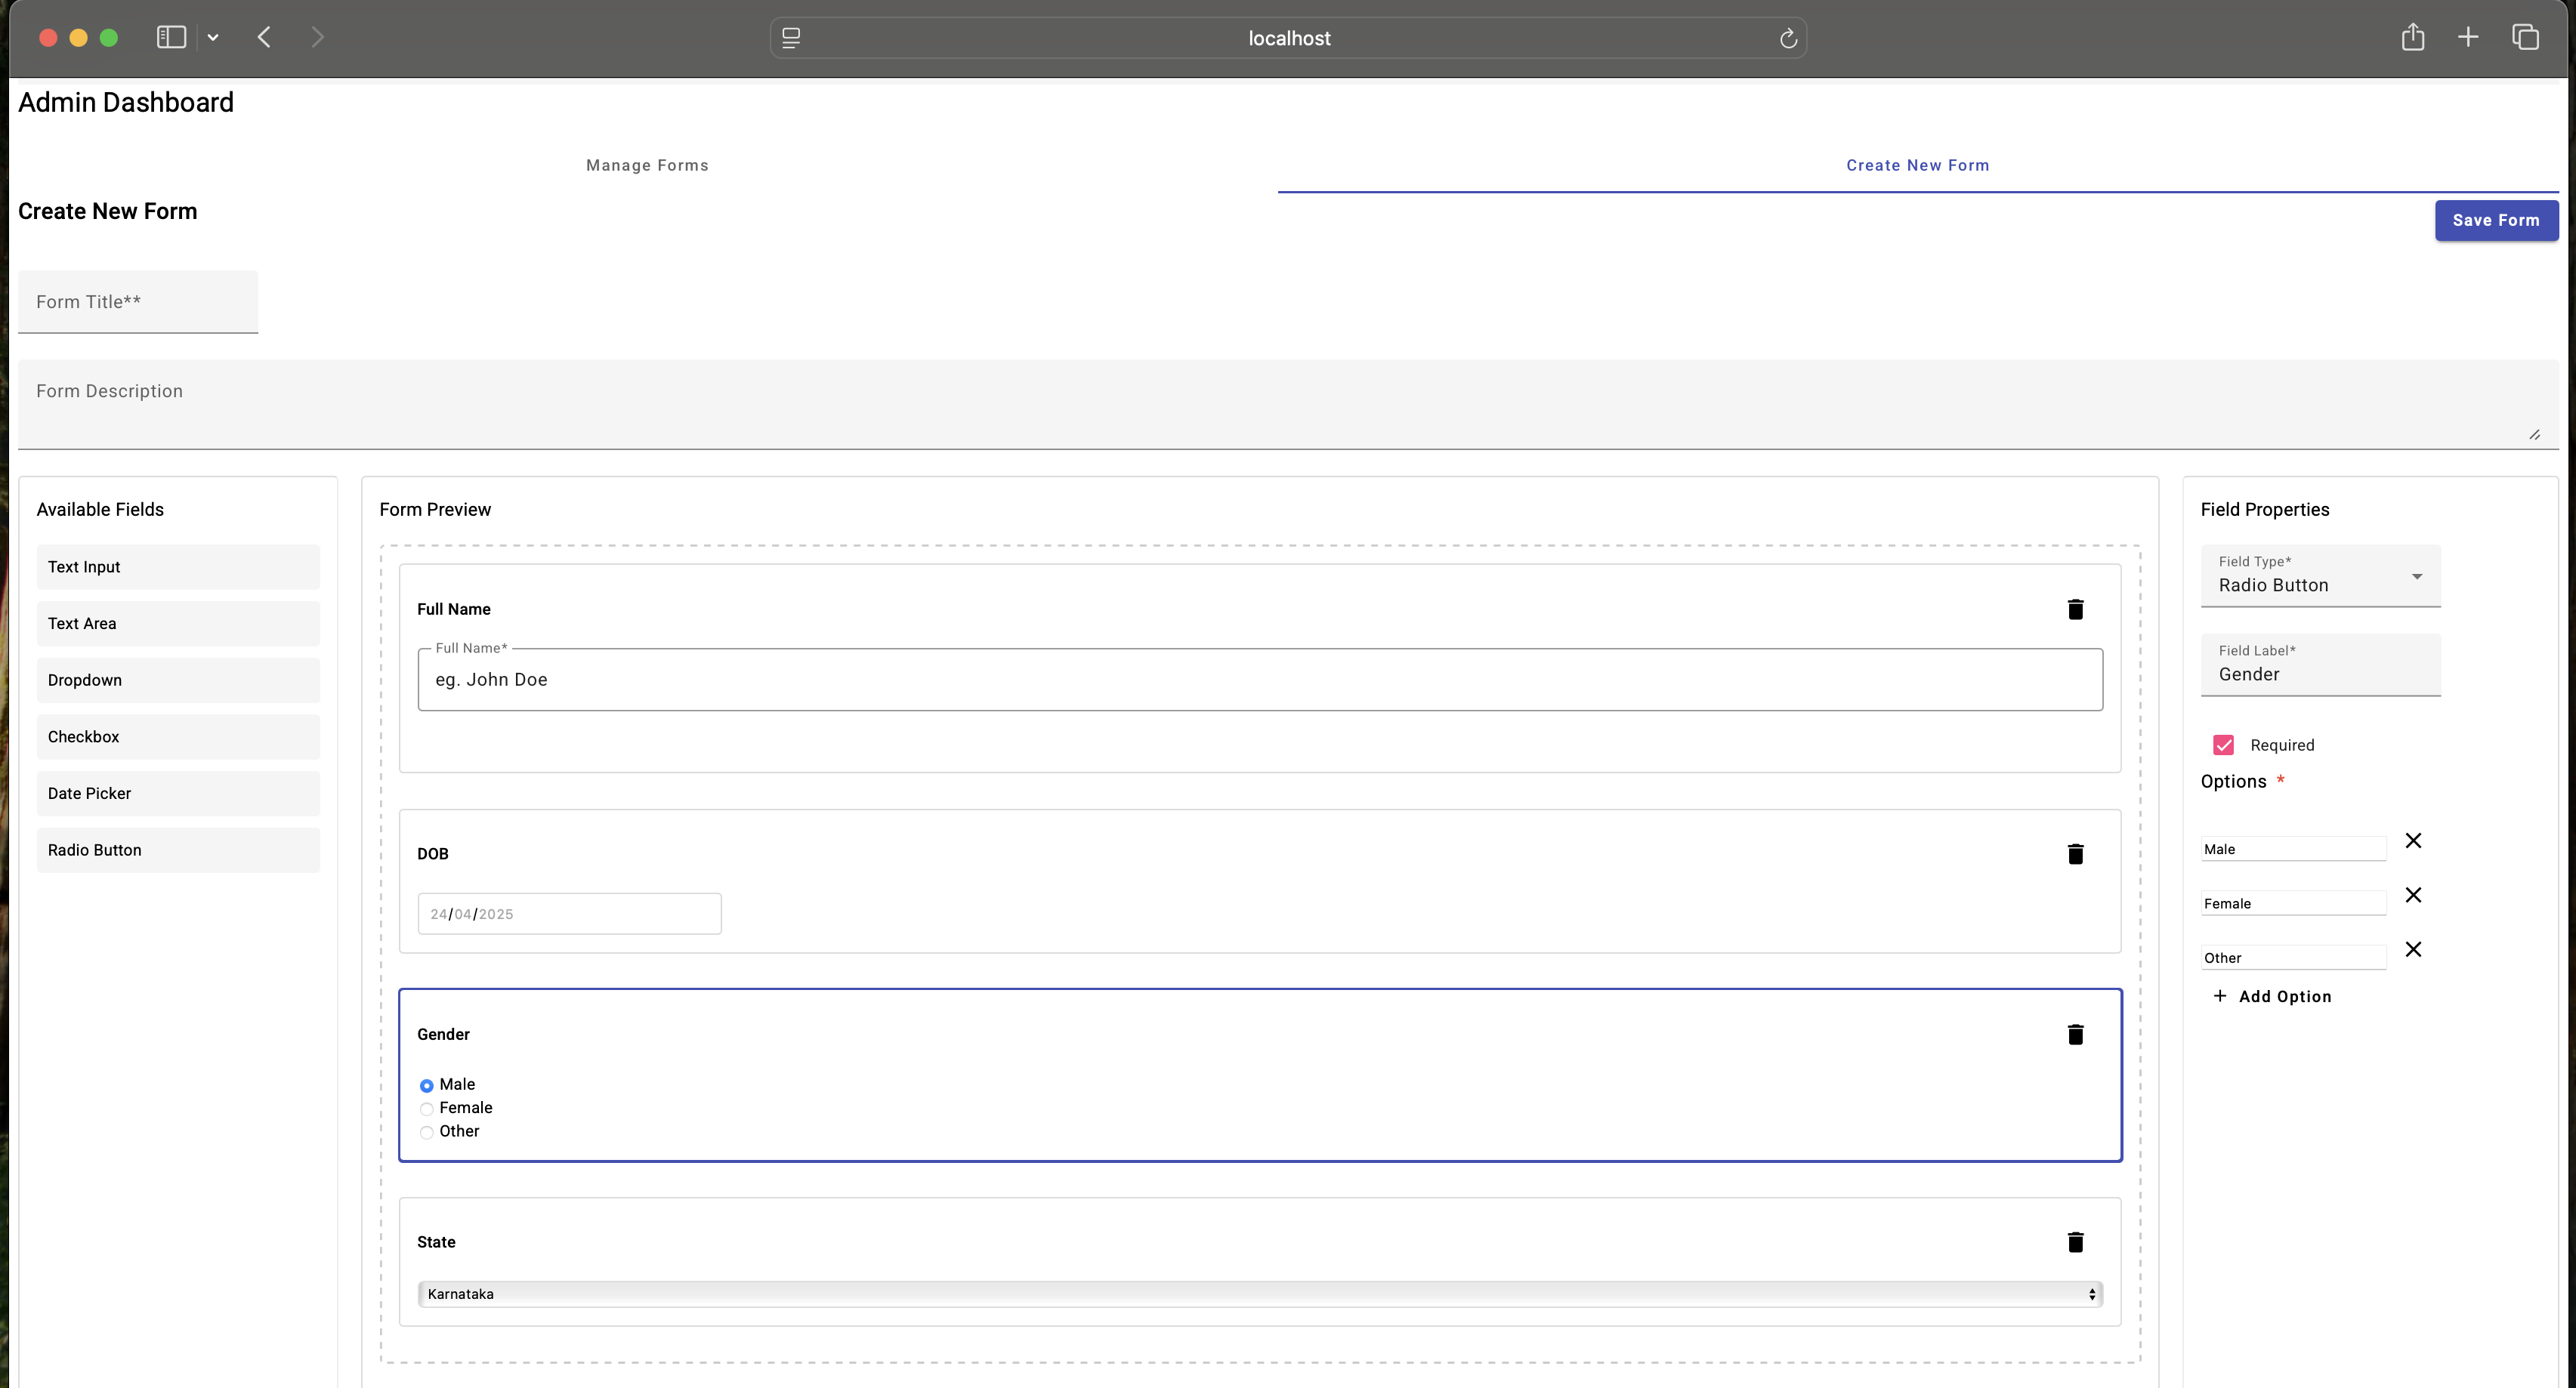 localhost
Admin Dashboard
Manage Forms
Create New Form
Create New Form
Save Form
Form Title**
Form Description
Available Fields
Text Input
Text Area
Dropdown
Checkbox
Date Picker
Radio Button
Form Preview
Full Name
Full Name*
eg. John Doe
DOB
24/04/2025
Gender
Male
Female
Other
State
Karnataka
Field Properties
Field Type*
Radio Button
Field Label*
Gender
Required
Options *
Male
Female
Other
+ Add Option